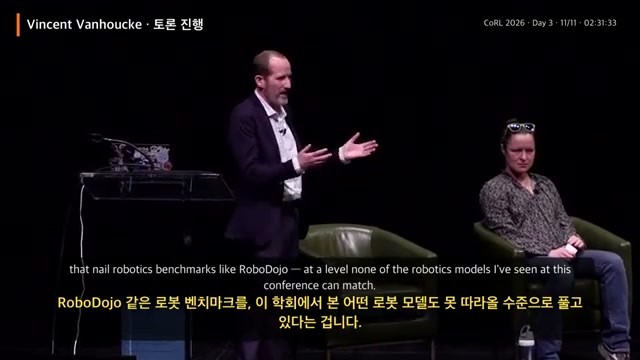 Vincent Vanhoucke · 토론 진행
CoRL 2026 · Day 3 · 11/11 · 02:31:33
that nail robotics benchmarks like RoboDojo — at a level none of the robotics models I've seen at this
conference can match.
RoboDojo 같은 로봇 벤치마크를, 이 학회에서 본 어떤 로봇 모델도 못 따라올 수준으로 풀고
있다는 겁니다.